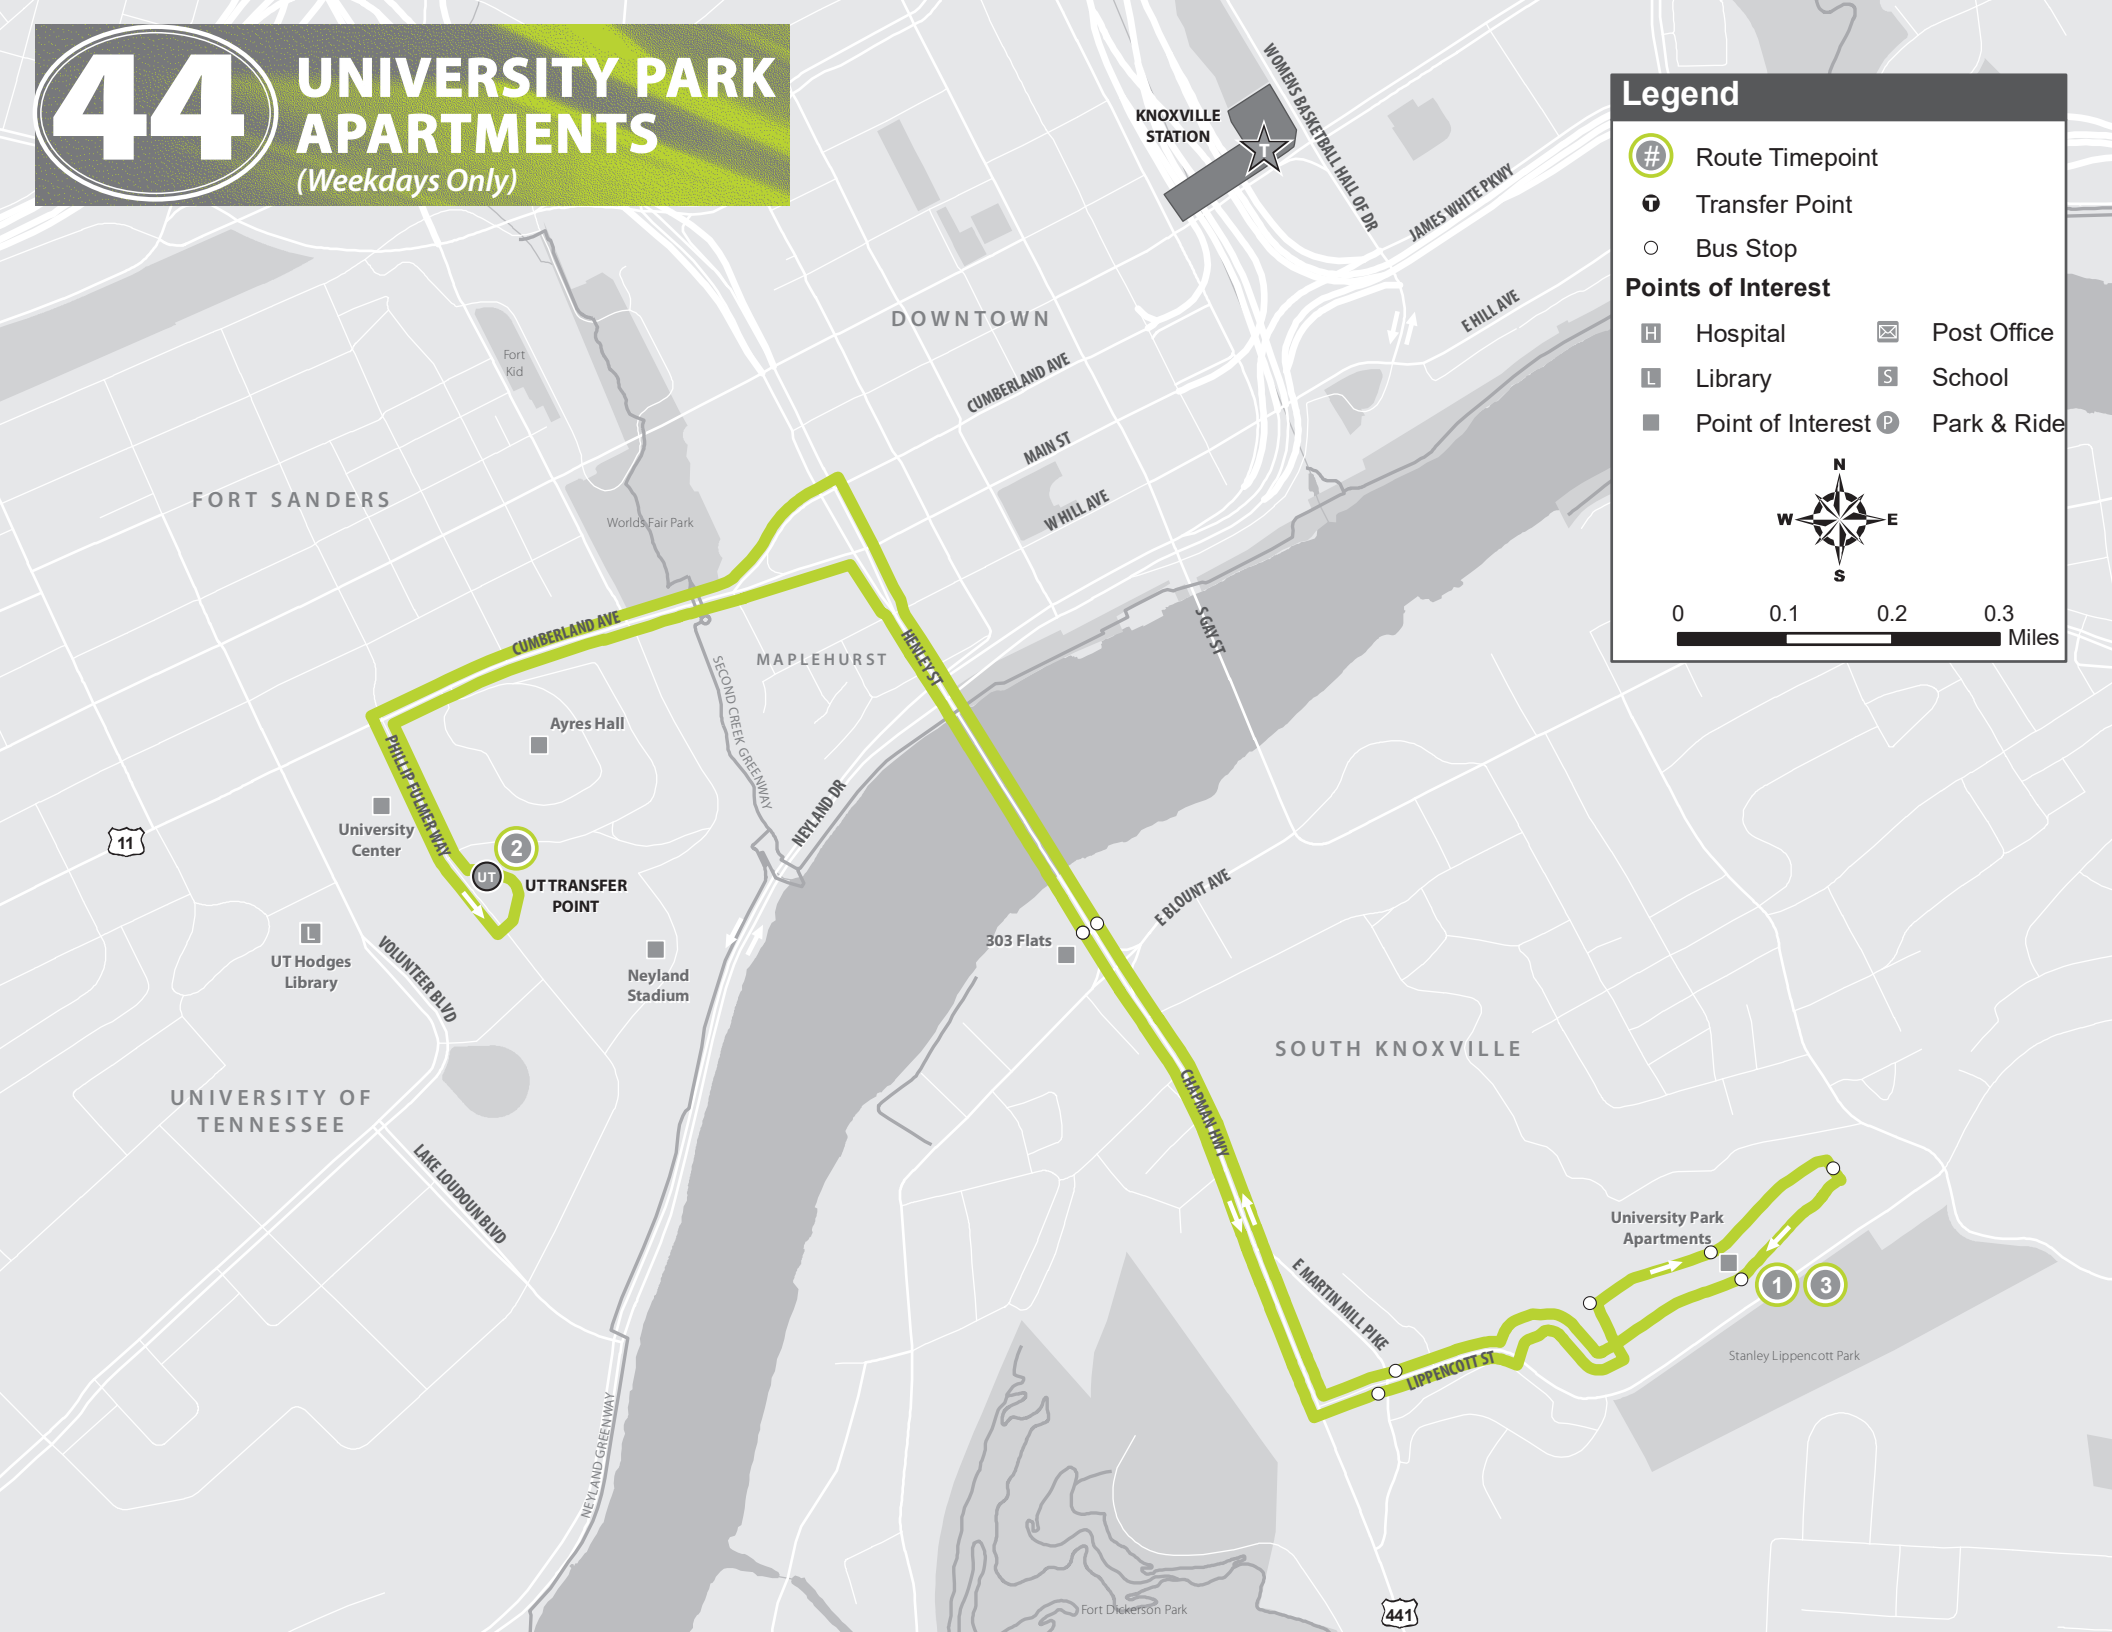 44
UNIVERSITY PARK
APARTMENTS
(Weekdays Only)
KNOXVILLE
STATION
T
WOMENS BASKETBALL HALL OF DR
JAMES WHITE PKWY
E HILL AVE
DOWNTOWN
CUMBERLAND AVE
MAIN ST
W HILL AVE
Fort
Kid
FORT SANDERS
Worlds Fair Park
CUMBERLAND AVE
MAPLEHURST
HENLEY ST
S GAY ST
SECOND CREEK GREENWAY
NEYLAND DR
Ayres Hall
PHILLIP FULMER WAY
University
Center
11
2
UT
UT TRANSFER
POINT
L
UT Hodges
Library
VOLUNTEER BLVD
Neyland
Stadium
303 Flats
E BLOUNT AVE
SOUTH KNOXVILLE
UNIVERSITY OF
TENNESSEE
LAKE LOUDOUN BLVD
CHAPMAN HWY
E MARTIN MILL PIKE
LIPPENCOTT ST
University Park
Apartments
1
3
Stanley Lippencott Park
NEYLAND GREENWAY
Fort Dickerson Park
441
Legend
# Route Timepoint
T Transfer Point
Bus Stop
Points of Interest
H Hospital
Post Office
L Library
S School
Point of Interest
P Park & Ride
N
W E
S
0 0.1 0.2 0.3
Miles